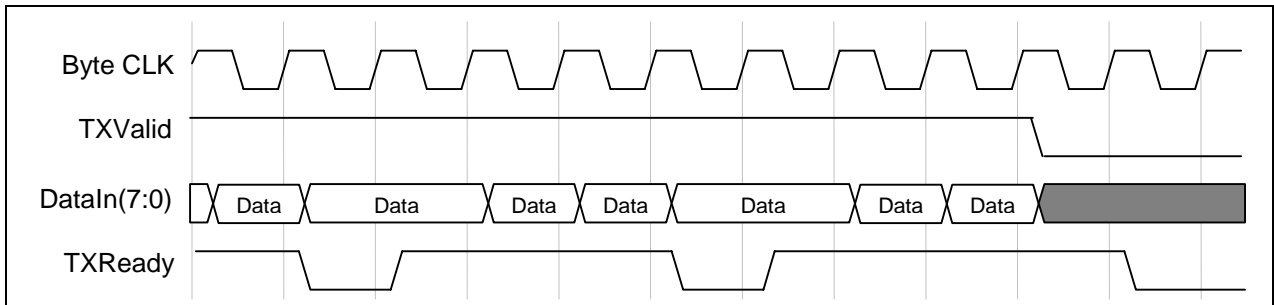 Byte CLK
TXValid
DataIn(7:0) Data Data Data Data Data Data Data
TXReady